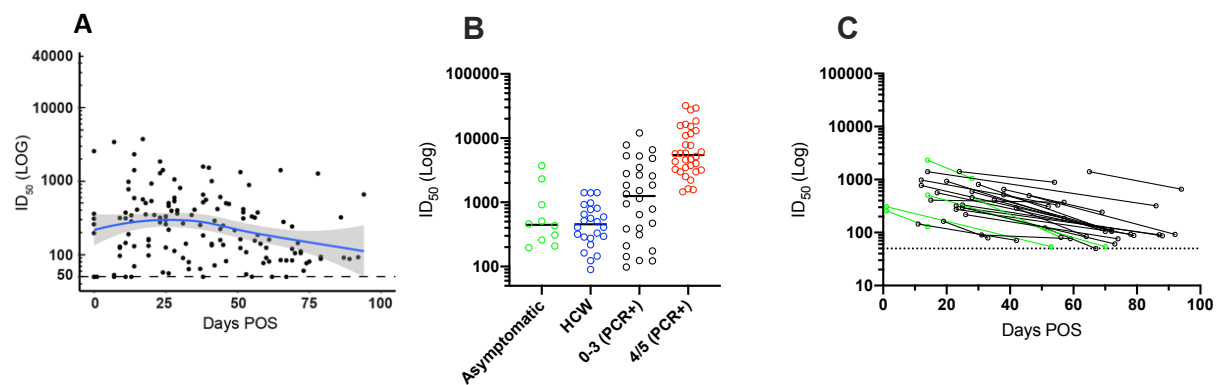 A
ID50 (LOG)
40000
10000
1000
100
50
0
25
50
75
100
Days POS
B
ID50 (Log)
100000
10000
1000
100
Asymptomatic
HCW
0-3 (PCR+)
4/5 (PCR+)
C
ID50 (Log)
100000
10000
1000
100
10
0
20
40
60
80
100
Days POS